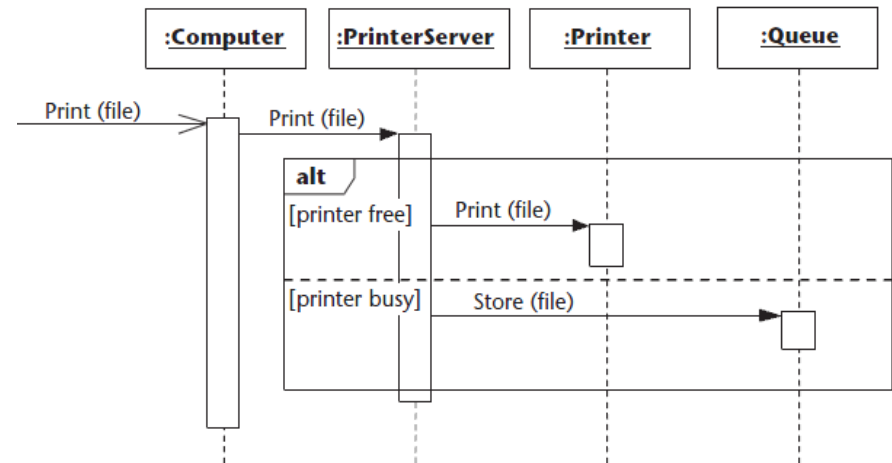 :Computer
:PrinterServer
:Printer
:Queue
Print (file)
Print (file)
alt
[printer free]
Print (file)
[printer busy]
Store (file)